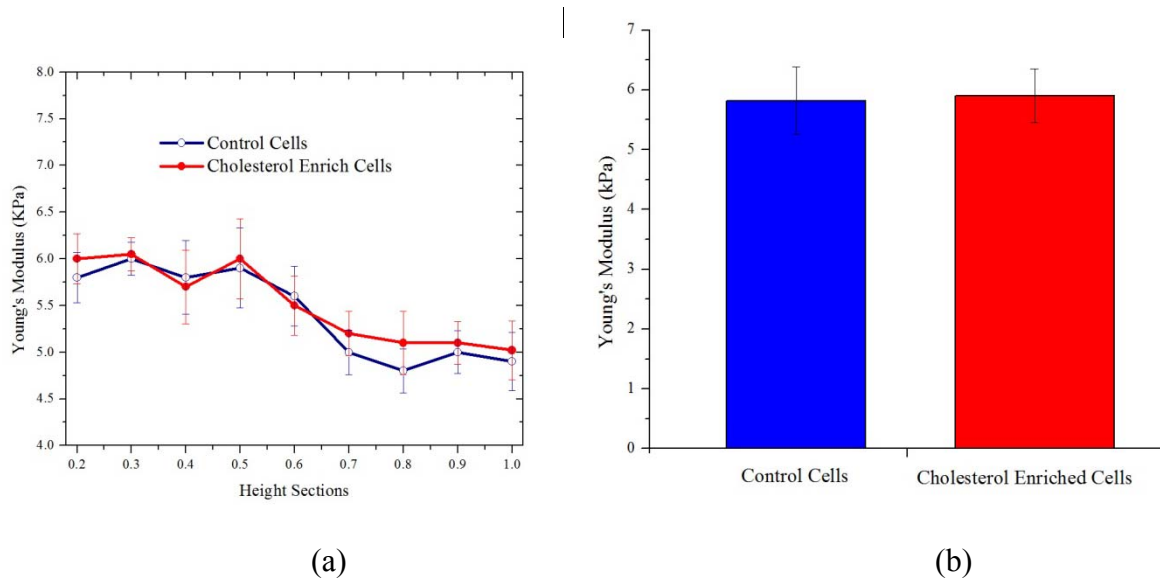 8.0
7.5
7.0
6.5
6.0
5.5
5.0
4.5
4.0
Young's Modulus (KPa)
Control Cells
Cholesterol Enrich Cells
0.2 0.3 0.4 0.5 0.6 0.7 0.8 0.9 1.0
Height Sections
(a)
7
6
5
4
3
2
1
0
Young's Modulus (kPa)
Control Cells
Cholesterol Enriched Cells
(b)